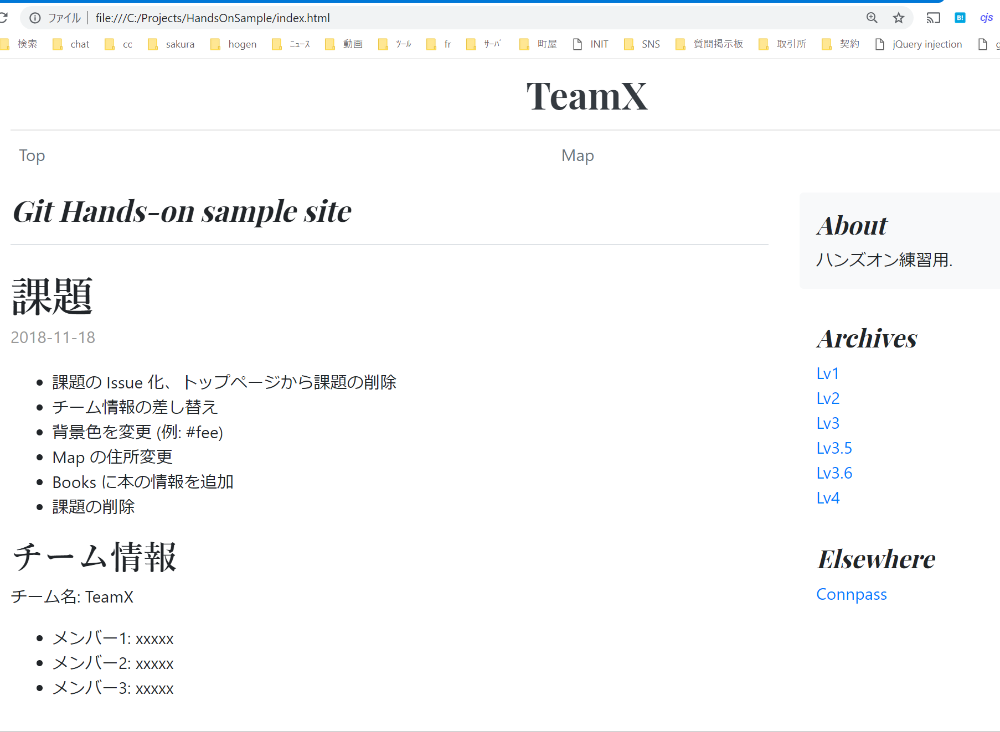 ファイル | file:///C:/Projects/HandsOnSample/index.html B! cjs
検索 chat cc sakura hogen ﾆｭｰｽ 動画 ﾂｰﾙ fr ｻｰﾊﾞ 町屋 INIT SNS 質問掲示板 取引所 契約 jQuery injection
TeamX
Top Map
Git Hands-on sample site
課題
2018-11-18
課題の Issue 化、トップページから課題の削除
チーム情報の差し替え
背景色を変更 (例: #fee)
Map の住所変更
Books に本の情報を追加
課題の削除
チーム情報
チーム名: TeamX
メンバー1: xxxxx
メンバー2: xxxxx
メンバー3: xxxxx
About
ハンズオン練習用.
Archives
Lv1
Lv2
Lv3
Lv3.5
Lv3.6
Lv4
Elsewhere
Connpass